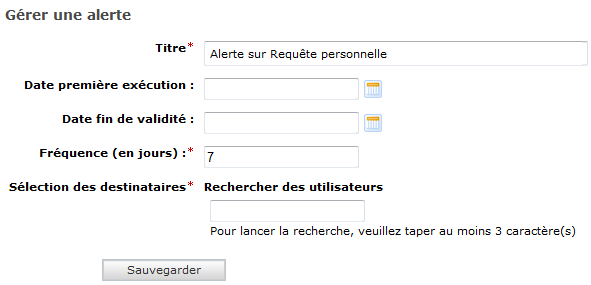 Gérer une alerte
Titre* Alerte sur Requête personnelle
Date première exécution :
Date fin de validité :
Fréquence (en jours) :* 7
Sélection des destinataires* Rechercher des utilisateurs
Pour lancer la recherche, veuillez taper au moins 3 caractère(s)
Sauvegarder